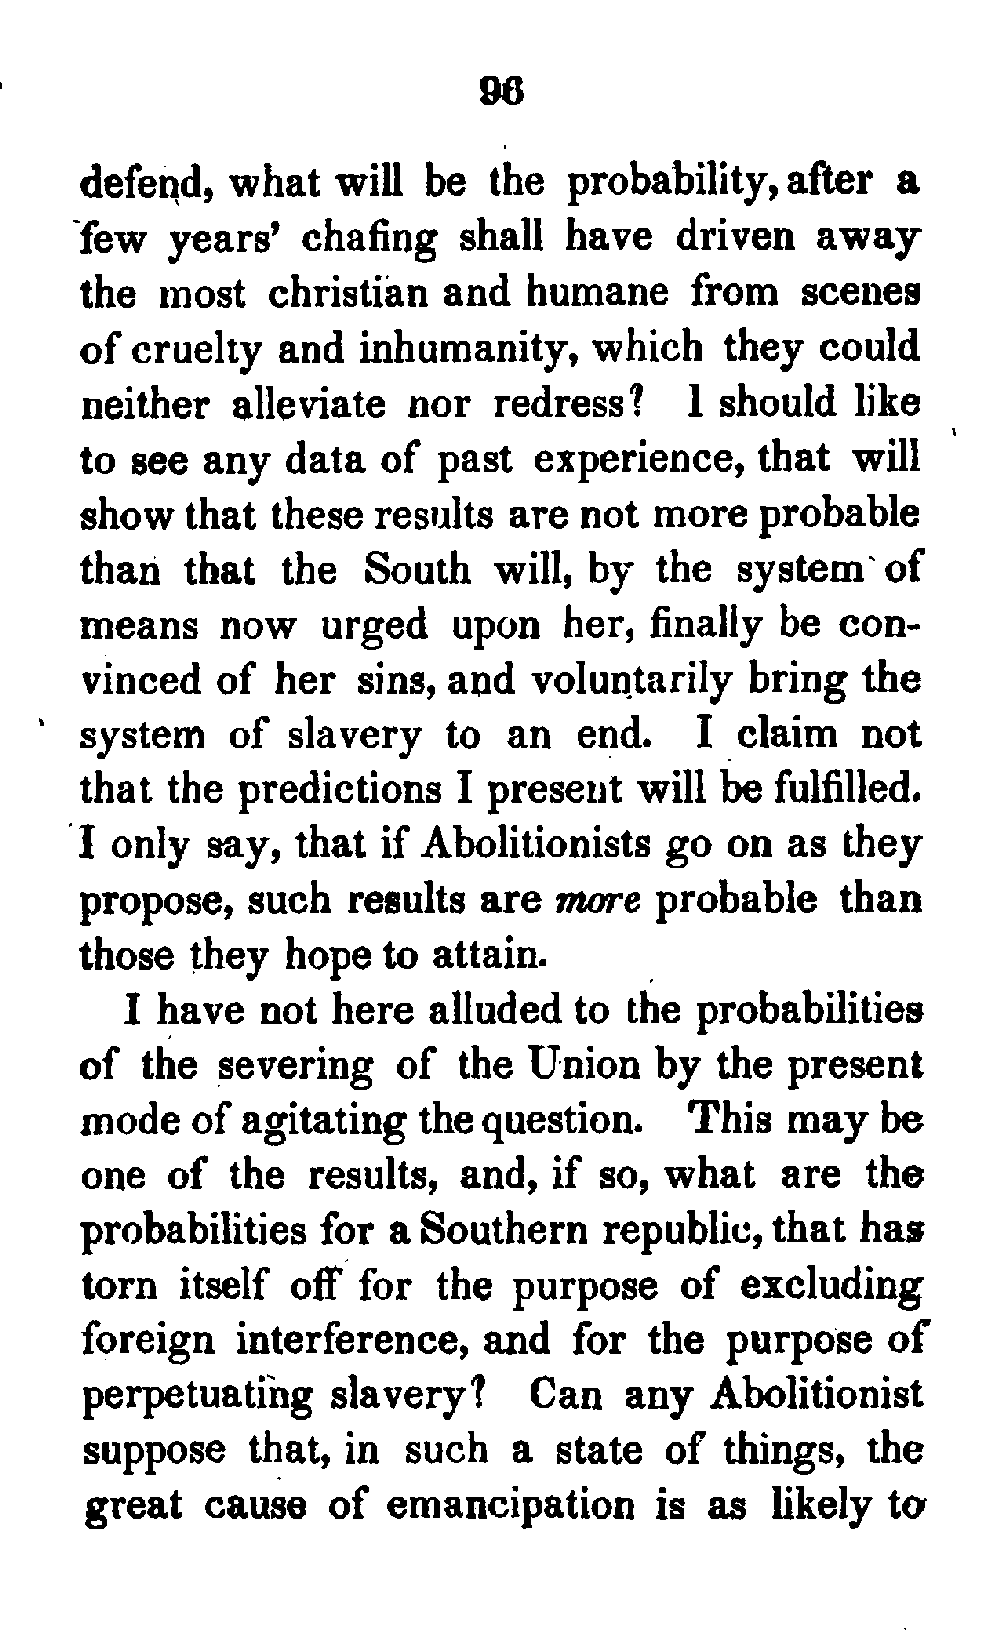 96
defend, what will be the probability, after a
few years' chafing shall have driven away
the most christian and humane from scenes
of cruelty and inhumanity, which they could
neither alleviate nor redress? I should like
to see any data of past experience, that will
show that these results are not more probable
than that the South will, by the system of
means now urged upon her, finally be con-
vinced of her sins, and voluntarily bring the
system of slavery to an end. I claim not
that the predictions I present will be fulfilled.
I only say, that if Abolitionists go on as they
propose, such results are more probable than
those they hope to attain.
I have not here alluded to the probabilities
of the severing of the Union by the present
mode of agitating the question. This may be
one of the results, and, if so, what are the
probabilities for a Southern republic, that has
torn itself off for the purpose of excluding
foreign interference, and for the purpose of
perpetuating slavery? Can any Abolitionist
suppose that, in such a state of things, the
great cause of emancipation is as likely to